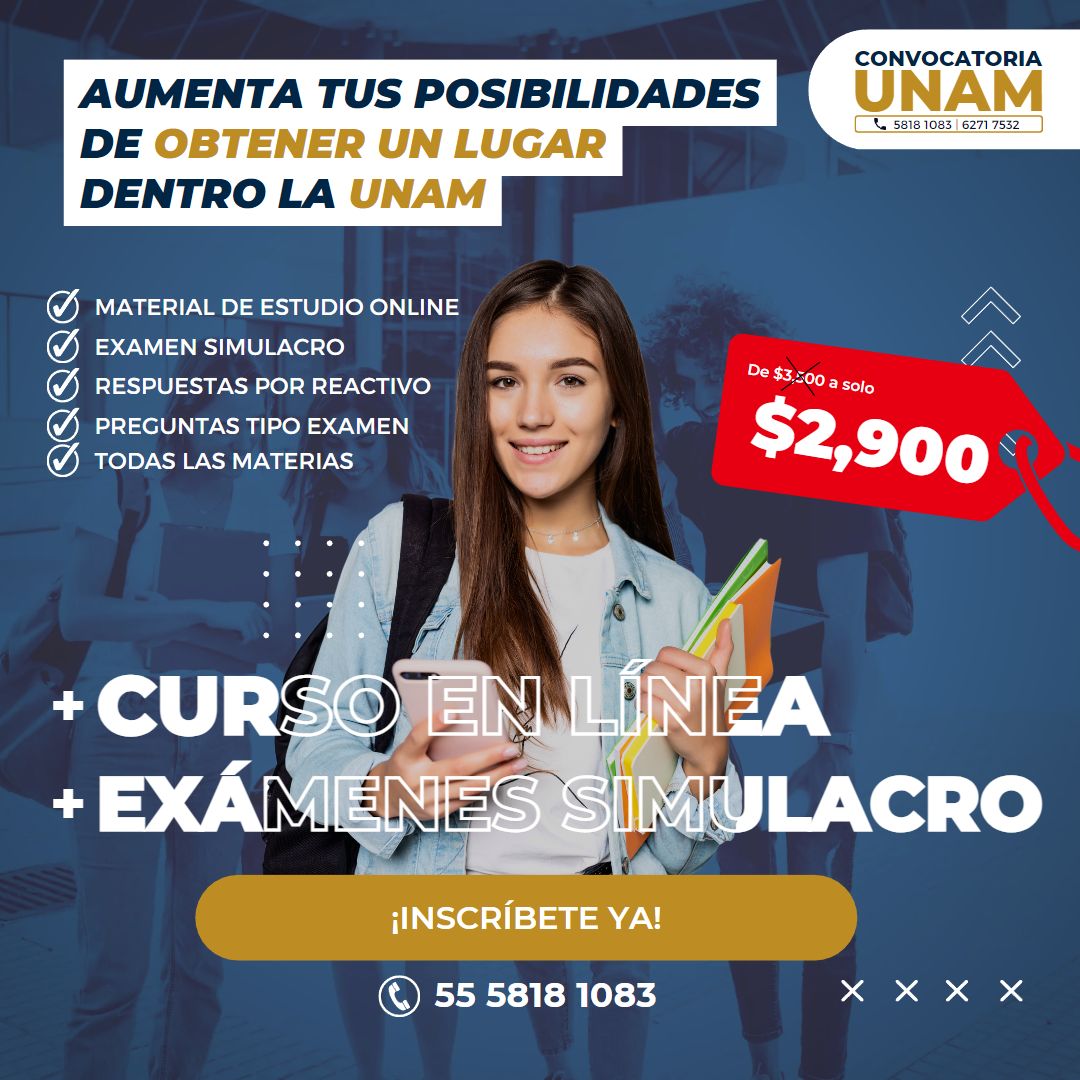 CONVOCATORIA
UNAM
5818 1083 | 6271 7532
AUMENTA TUS POSIBILIDADES
DE OBTENER UN LUGAR
DENTRO LA UNAM
MATERIAL DE ESTUDIO ONLINE
EXAMEN SIMULACRO
RESPUESTAS POR REACTIVO
PREGUNTAS TIPO EXAMEN
TODAS LAS MATERIAS
De $3,500 a solo
$2,900
+ CURSO EN LÍNEA
+ EXÁMENES SIMULACRO
¡INSCRÍBETE YA!
55 5818 1083